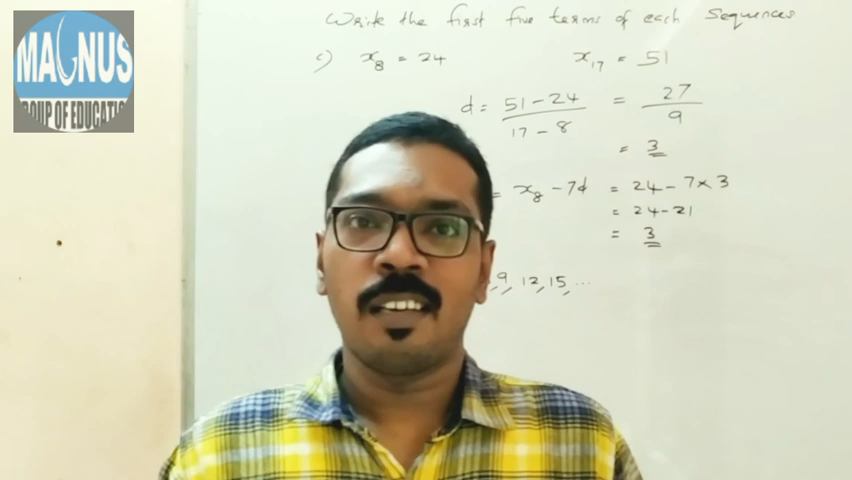 MAGNUS
GROUP OF EDUCATION
Write the first five terms of each Sequences
c) x₈ = 24 x₁₇ = 51
d = 51 - 24 / 17 - 8 = 27 / 9
= 3
= x₈ - 7d = 24 - 7 × 3
= 24 - 21
= 3
9, 12, 15, ...